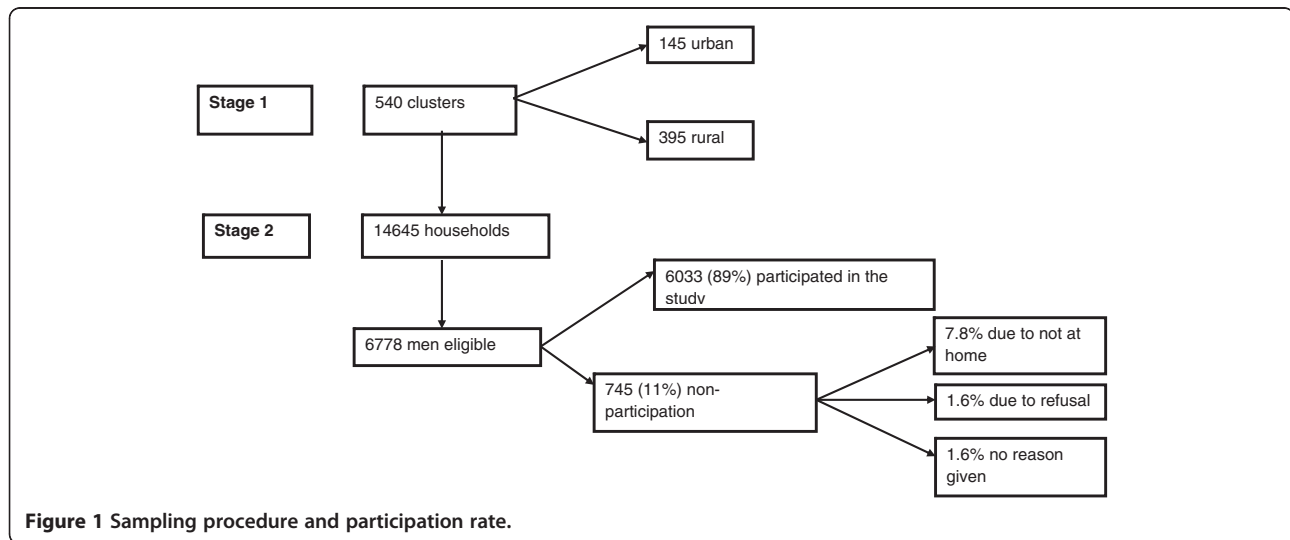 145 urban
Stage 1
540 clusters
395 rural
Stage 2
14645 households
6033 (89%) participated in the
study
6778 men eligible
7.8% due to not at
home
745 (11%) non-
participation
1.6% due to refusal
1.6% no reason
given
Figure 1 Sampling procedure and participation rate.